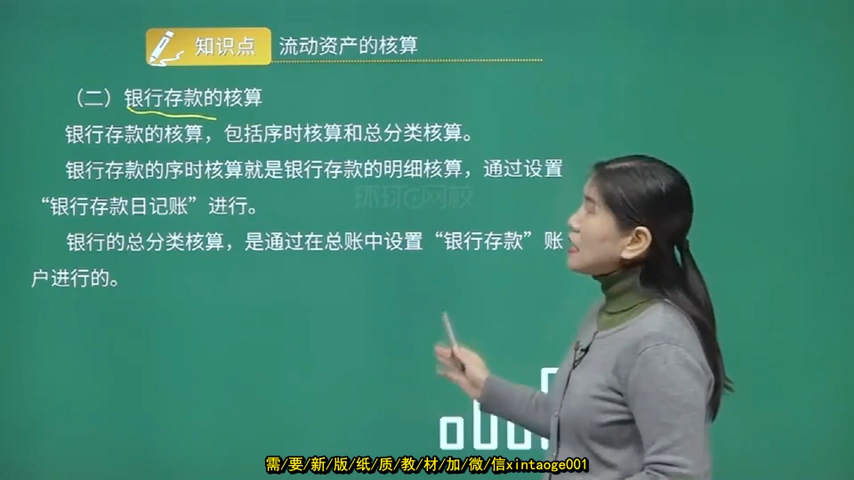 知识点 流动资产的核算
（二）银行存款的核算
银行存款的核算，包括序时核算和总分类核算。
银行存款的序时核算就是银行存款的明细核算，通过设置
“银行存款日记账”进行。
环球网校
银行的总分类核算，是通过在总账中设置“银行存款”账
户进行的。
需/要/新/版/纸/质/教/材/加/微/信xintaoge001